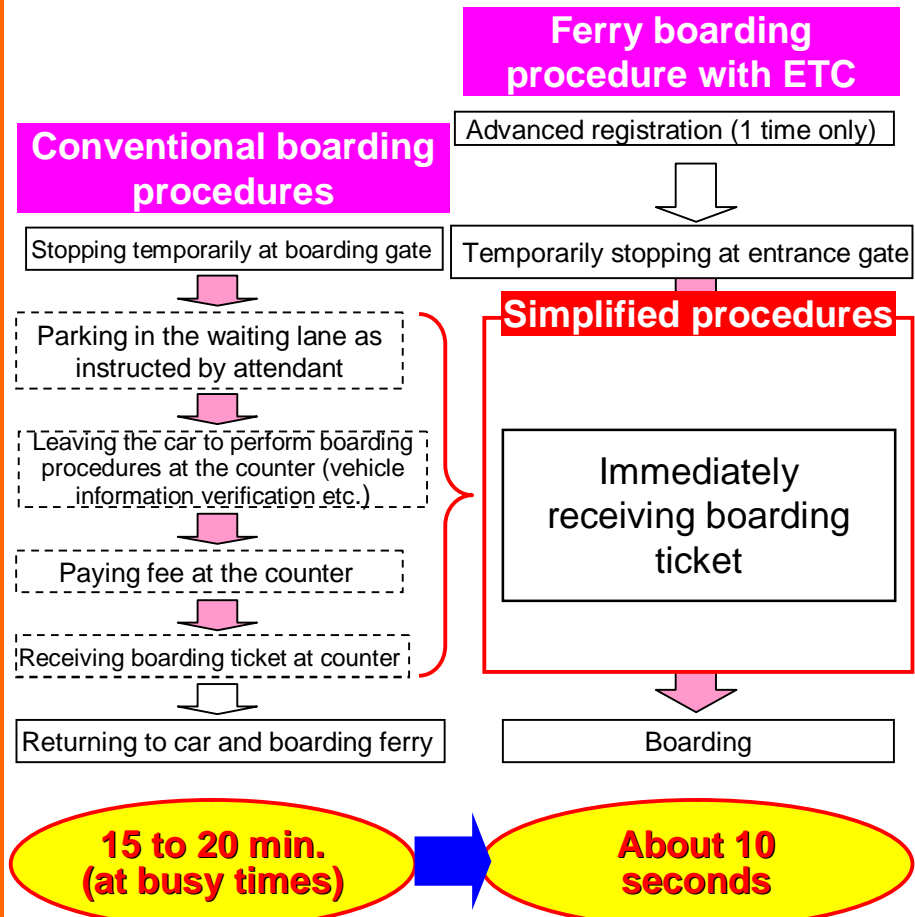 Conventional boarding
procedures
Stopping temporarily at boarding gate
Parking in the waiting lane as
instructed by attendant
Leaving the car to perform boarding
procedures at the counter (vehicle
information verification etc.)
Paying fee at the counter
Receiving boarding ticket at counter
Returning to car and boarding ferry
15 to 20 min.
(at busy times)
Ferry boarding
procedure with ETC
Advanced registration (1 time only)
Temporarily stopping at entrance gate
Simplified procedures
Immediately
receiving boarding
ticket
Boarding
About 10
seconds